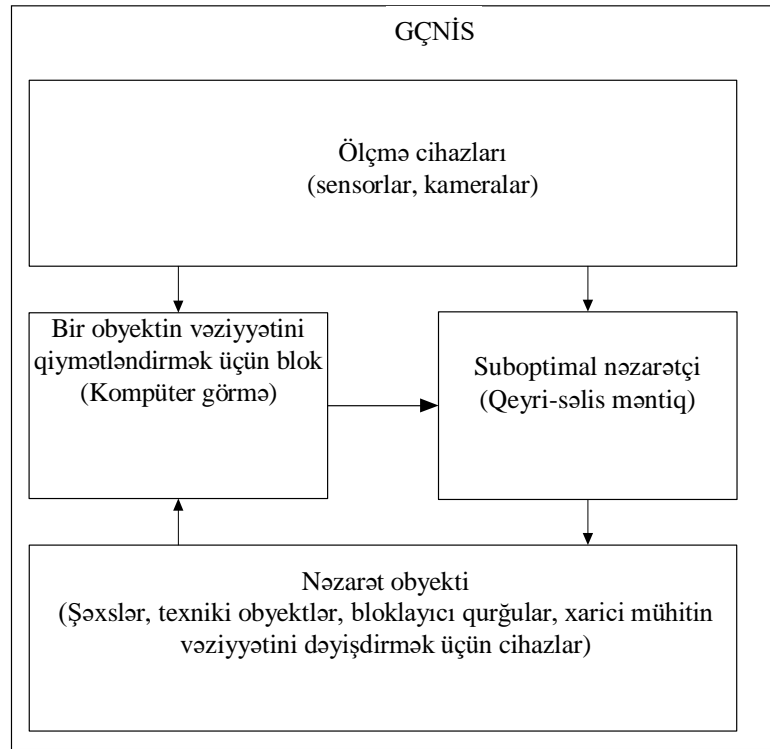 GÇNİS
Ölçmə cihazları
(sensorlar, kameralar)
Bir obyektin vəziyyətini
qiymətləndirmək üçün blok
(Kompüter görmə)
Suboptimal nəzarətçi
(Qeyri-səlis məntiq)
Nəzarət obyekti
(Şəxslər, texniki obyektlər, bloklayıcı qurğular, xarici mühitin
vəziyyətini dəyişdirmək üçün cihazlar)